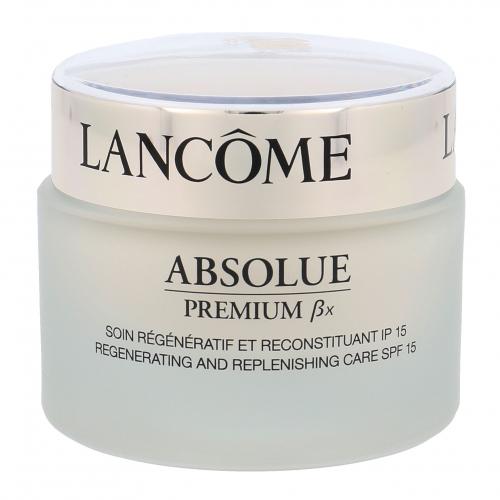 LANCÔME
ABSOLUE
PREMIUM βx
SOIN RÉGÉNÉRATIF ET RECONSTITUANT IP 15
REGENERATING AND REPLENISHING CARE SPF 15